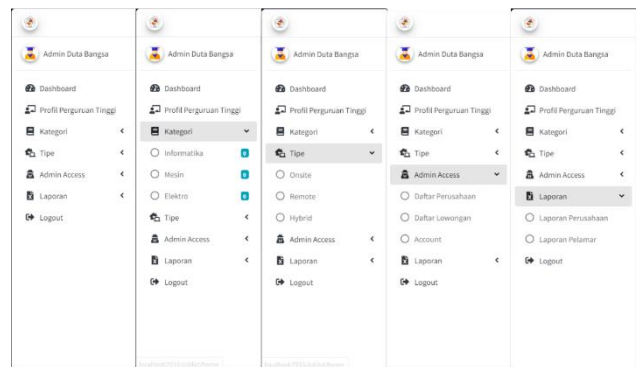 Admin Duta Bangsa
Dashboard
Profil Perguruan Tinggi
Kategori
Tipe
Admin Access
Laporan
Logout
Admin Duta Bangsa
Dashboard
Profil Perguruan Tinggi
Kategori
Informatika
Mesin
Elektro
Tipe
Admin Access
Laporan
Logout
Admin Duta Bangsa
Dashboard
Profil Perguruan Tinggi
Kategori
Tipe
Onsite
Remote
Hybrid
Admin Access
Laporan
Logout
Admin Duta Bangsa
Dashboard
Profil Perguruan Tinggi
Kategori
Tipe
Admin Access
Daftar Perusahaan
Daftar Lowongan
Account
Laporan
Logout
Admin Duta Bangsa
Dashboard
Profil Perguruan Tinggi
Kategori
Tipe
Admin Access
Laporan
Laporan Perusahaan
Laporan Pelamar
Logout